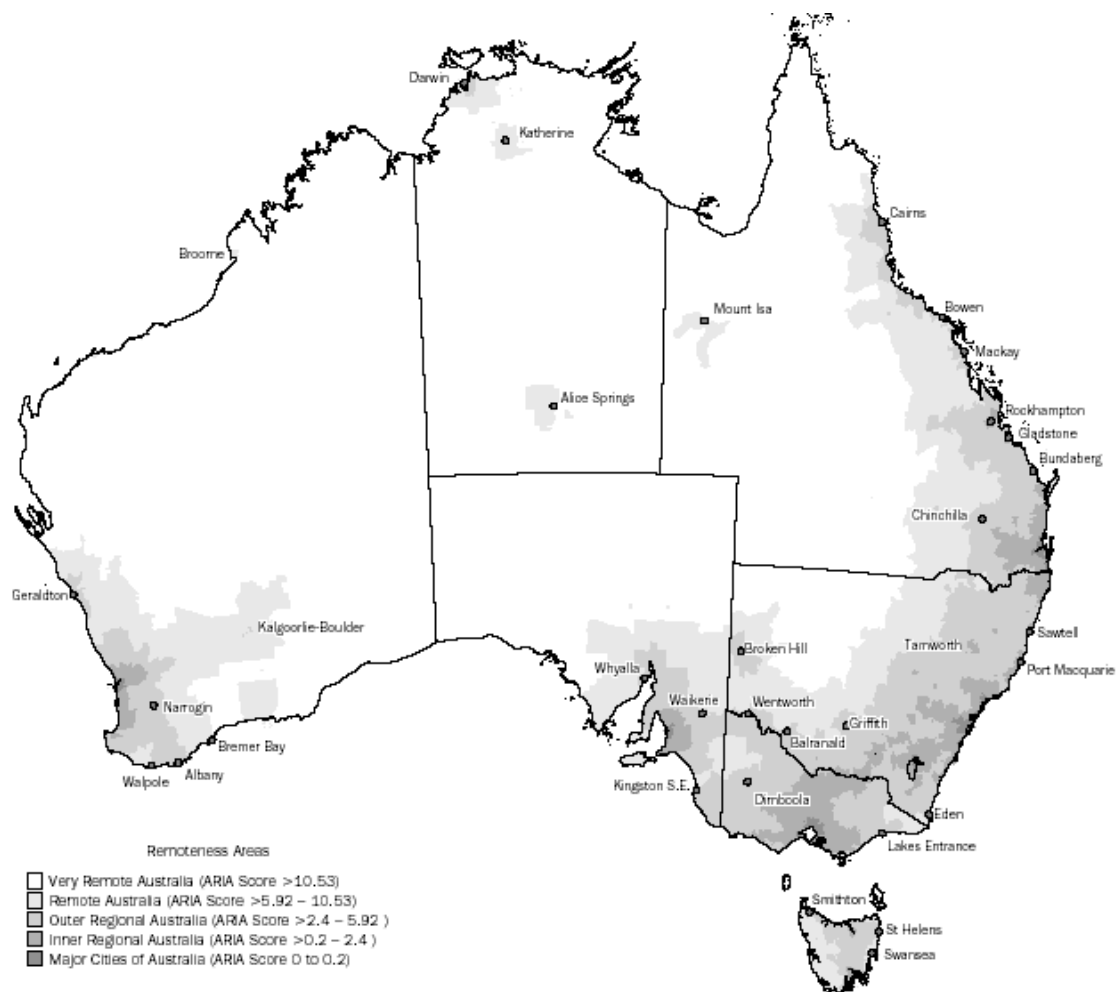 Darwin
Katherine
Cairns
Broome
Mount Isa
Bowen
Mackay
Alice Springs
Rockhampton
Gladstone
Bundaberg
Chinchilla
Geraldton
Kalgoorlie-Boulder
Sawtell
Tamworth
Broken Hill
Port Macquarie
Whyalla
Narrogin
Waikerie
Wentworth
Griffith
Bremer Bay
Balranald
Walpole
Albany
Kingston S.E.
Dimboola
Eden
Lakes Entrance
Remoteness Areas
Very Remote Australia (ARIA Score >10.53)
Remote Australia (ARIA Score >5.92 – 10.53)
Outer Regional Australia (ARIA Score >2.4 – 5.92 )
Inner Regional Australia (ARIA Score >0.2 – 2.4 )
Major Cities of Australia (ARIA Score 0 to 0.2)
Smithton
St Helens
Swansea